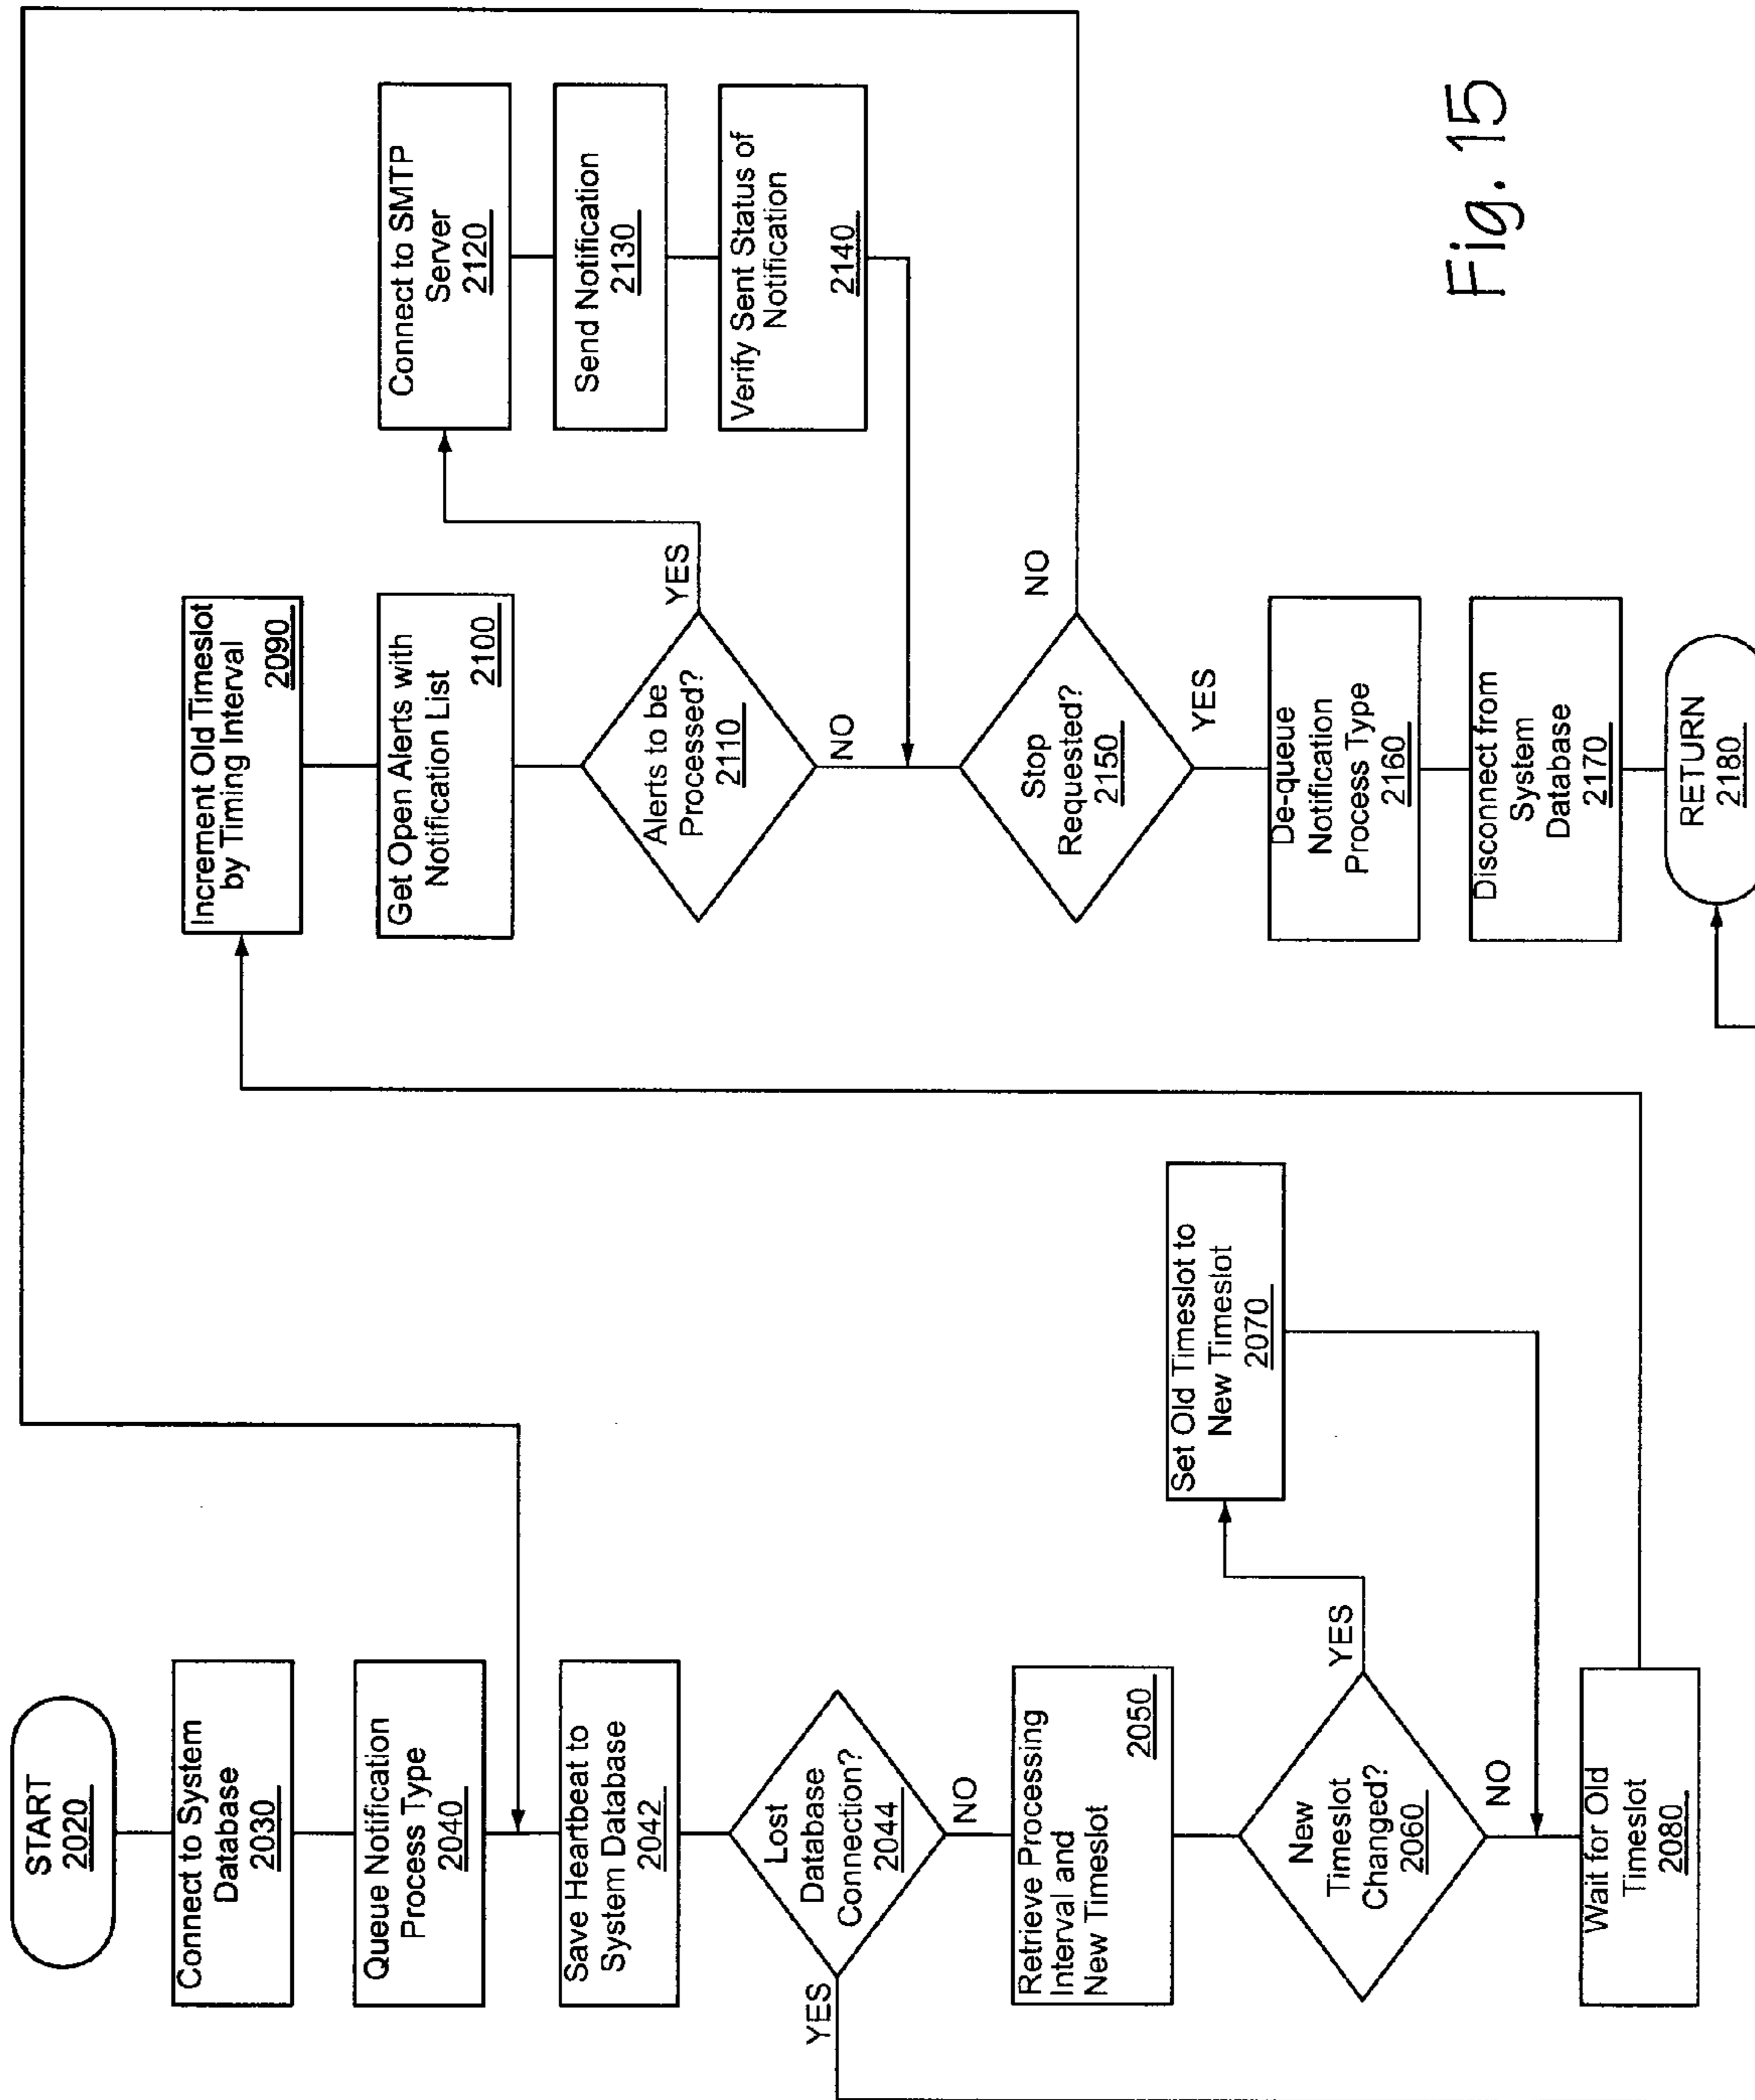 START
2020
Connect to System
Database
2030
Queue Notification
Process Type
2040
Save Heartbeat to
System Database
2042
Lost
Database
Connection?
2044
YES
NO
Retrieve Processing
Interval and
New Timeslot
2050
New
Timeslot
Changed?
2060
YES
NO
Set Old Timeslot to
New Timeslot
2070
Wait for Old
Timeslot
2080
Increment Old Timeslot
by Timing Interval
2090
Get Open Alerts with
Notification List
2100
Alerts to be
Processed?
2110
YES
NO
Connect to SMTP
Server
2120
Send Notification
2130
Verify Sent Status of
Notification
2140
Stop
Requested?
2150
NO
YES
De-queue
Notification
Process Type
2160
Disconnect from
System
Database
2170
RETURN
2180
Fig. 15